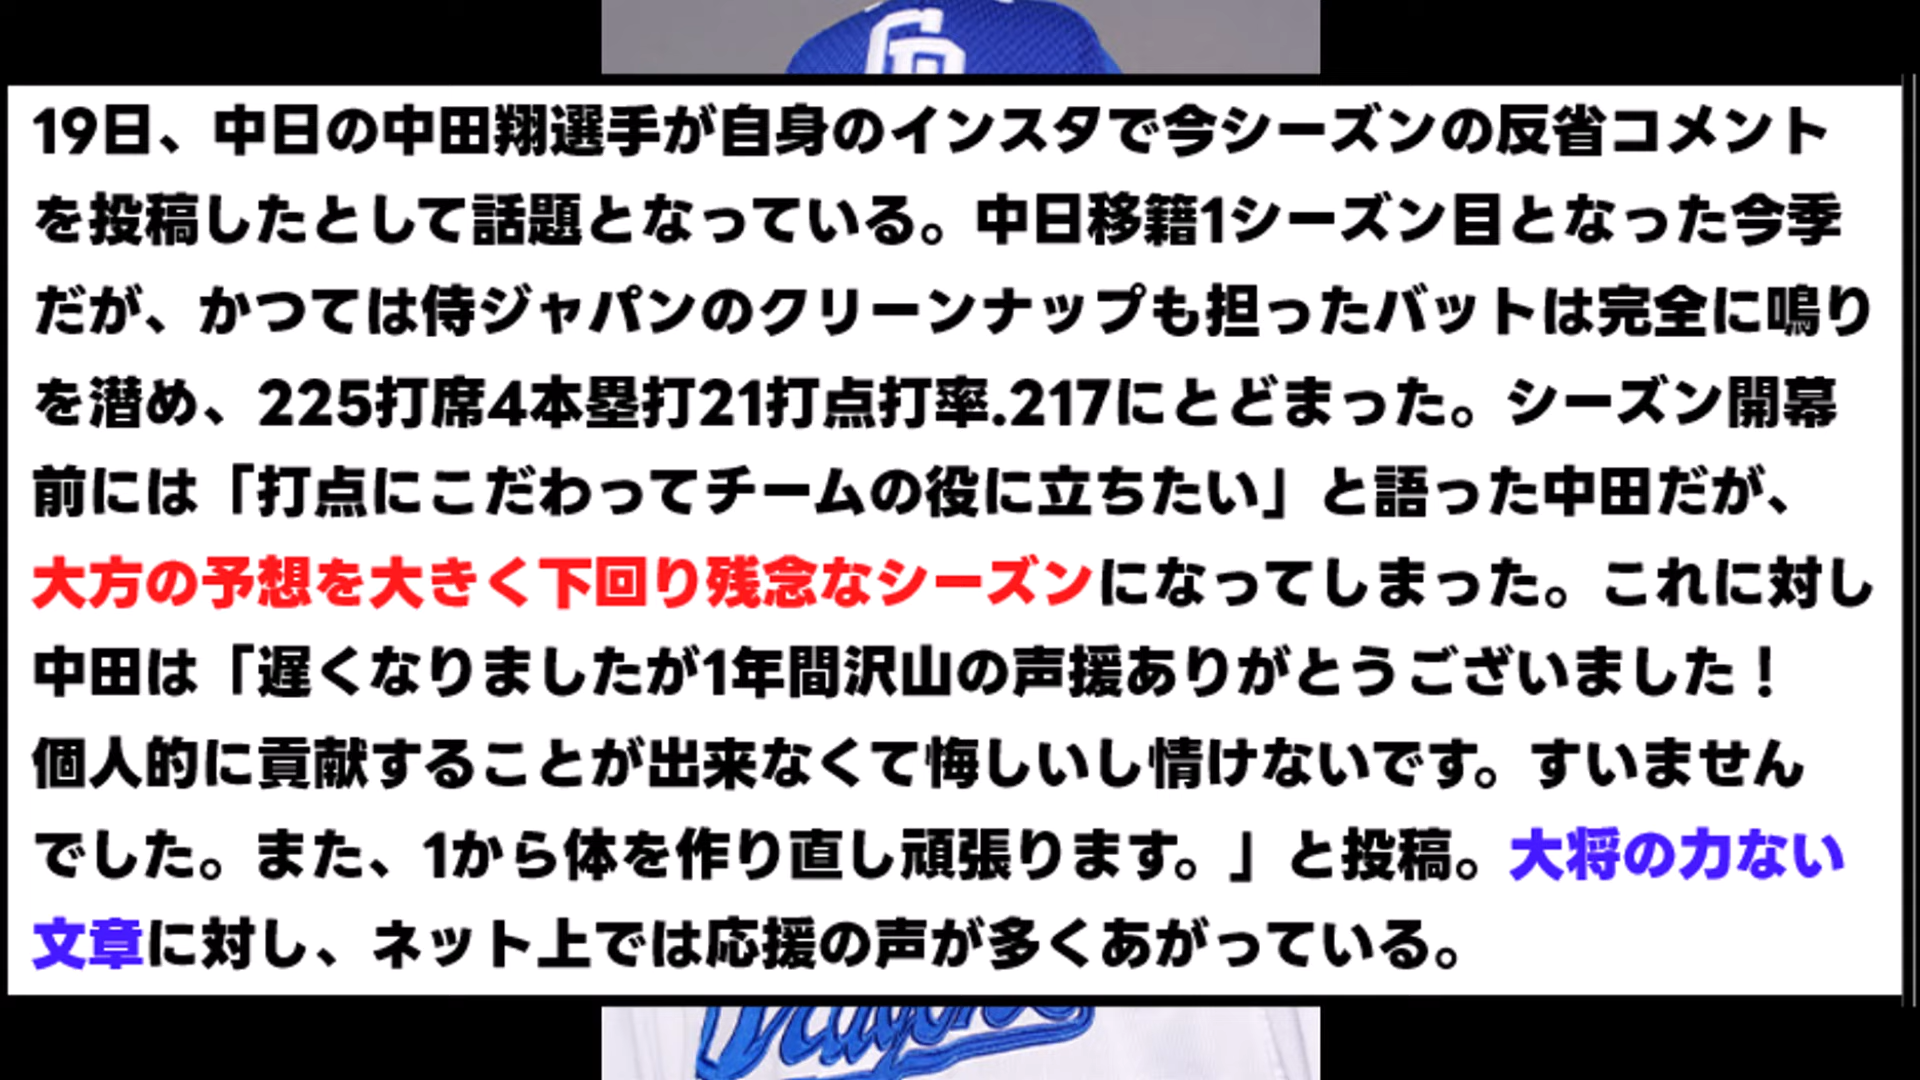 19日、中日の中田翔選手が自身のインスタで今シーズンの反省コメント
を投稿したとして話題となっている。中日移籍1シーズン目となった今季
だが、かつては侍ジャパンのクリーンナップも担ったバットは完全に鳴り
を潜め、225打席4本塁打21打点打率.217にとどまった。シーズン開幕
前には「打点にこだわってチームの役に立ちたい」と語った中田だが、
大方の予想を大きく下回り残念なシーズンになってしまった。これに対し
中田は「遅くなりましたが1年間沢山の声援ありがとうございました！
個人的に貢献することが出来なくて悔しいし情けないです。すいません
でした。また、1から体を作り直し頑張ります。」と投稿。大将の力ない
文章に対し、ネット上では応援の声が多くあがっている。
Dragons